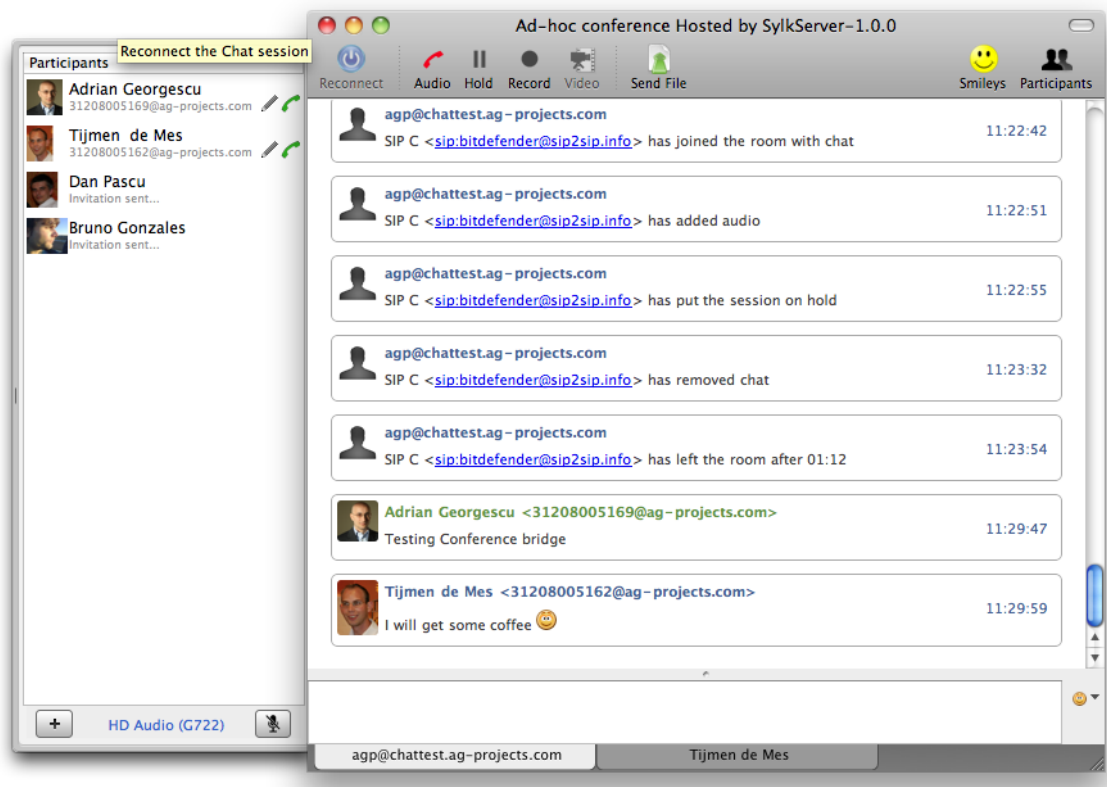 Ad-hoc conference Hosted by SylkServer-1.0.0
Reconnect the Chat session
Participants
Adrian Georgescu
31208005169@ag-projects.com
Tijmen de Mes
31208005162@ag-projects.com
Dan Pascu
Invitation sent...
Bruno Gonzales
Invitation sent...
+ HD Audio (G722)
Reconnect Audio Hold Record Video Send File Smileys Participants
agp@chattest.ag-projects.com
SIP C <sip:bitdefender@sip2sip.info> has joined the room with chat
11:22:42
agp@chattest.ag-projects.com
SIP C <sip:bitdefender@sip2sip.info> has added audio
11:22:51
agp@chattest.ag-projects.com
SIP C <sip:bitdefender@sip2sip.info> has put the session on hold
11:22:55
agp@chattest.ag-projects.com
SIP C <sip:bitdefender@sip2sip.info> has removed chat
11:23:32
agp@chattest.ag-projects.com
SIP C <sip:bitdefender@sip2sip.info> has left the room after 01:12
11:23:54
Adrian Georgescu <31208005169@ag-projects.com>
Testing Conference bridge
11:29:47
Tijmen de Mes <31208005162@ag-projects.com>
I will get some coffee
11:29:59
agp@chattest.ag-projects.com
Tijmen de Mes